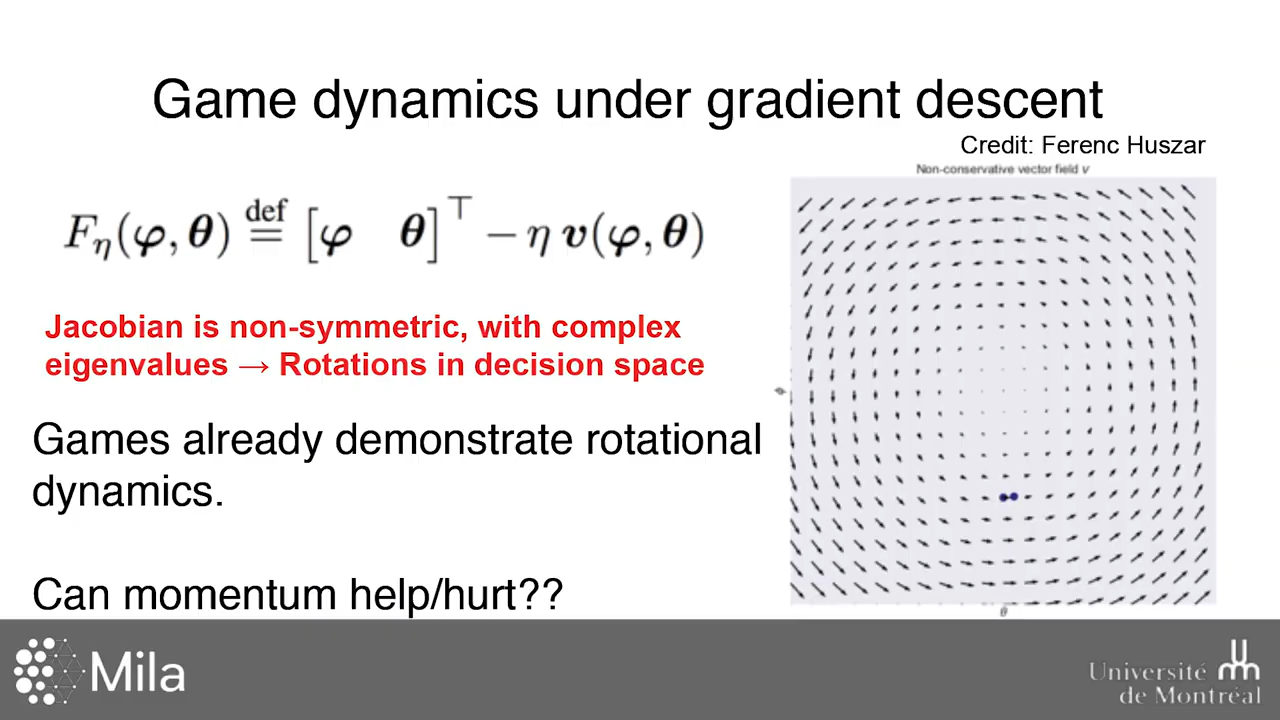 Game dynamics under gradient descent
Credit: Ferenc Huszar
Non-conservative vector field v
F_η(φ, θ) def= [φ θ]^⊤ − η v(φ, θ)
Jacobian is non-symmetric, with complex
eigenvalues → Rotations in decision space
Games already demonstrate rotational
dynamics.
Can momentum help/hurt??
θ
Mila
Université
de Montréal